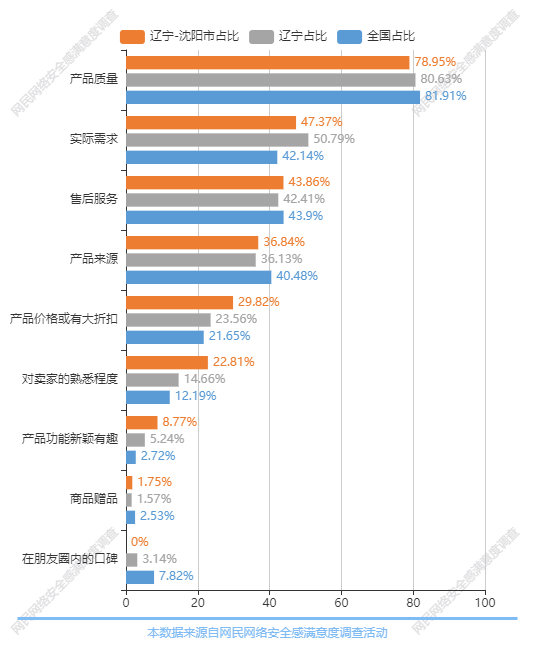 辽宁-沈阳市占比 辽宁占比 全国占比
产品质量 78.95% 80.63% 81.91%
实际需求 47.37% 50.79% 42.14%
售后服务 43.86% 42.41% 43.9%
产品来源 36.84% 36.13% 40.48%
产品价格或有大折扣 29.82% 23.56% 21.65%
对卖家的熟悉程度 22.81% 14.66% 12.19%
产品功能新颖有趣 8.77% 5.24% 2.72%
商品赠品 1.75% 1.57% 2.53%
在朋友圈内的口碑 0% 3.14% 7.82%
0 20 40 60 80 100
本数据来源自网民网络安全感满意度调查活动
网民网络安全感满意度调查
网民网络安全感满意度调查
网民网络安全感满意度调查
网民网络安全感满意度调查